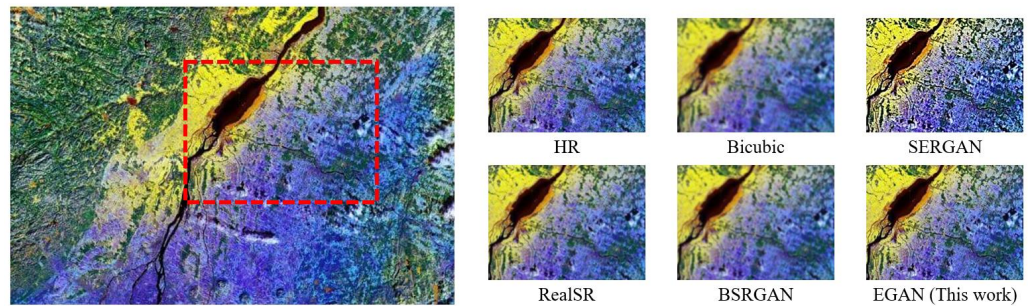 HR
Bicubic
SERGAN
RealSR
BSRGAN
EGAN (This work)